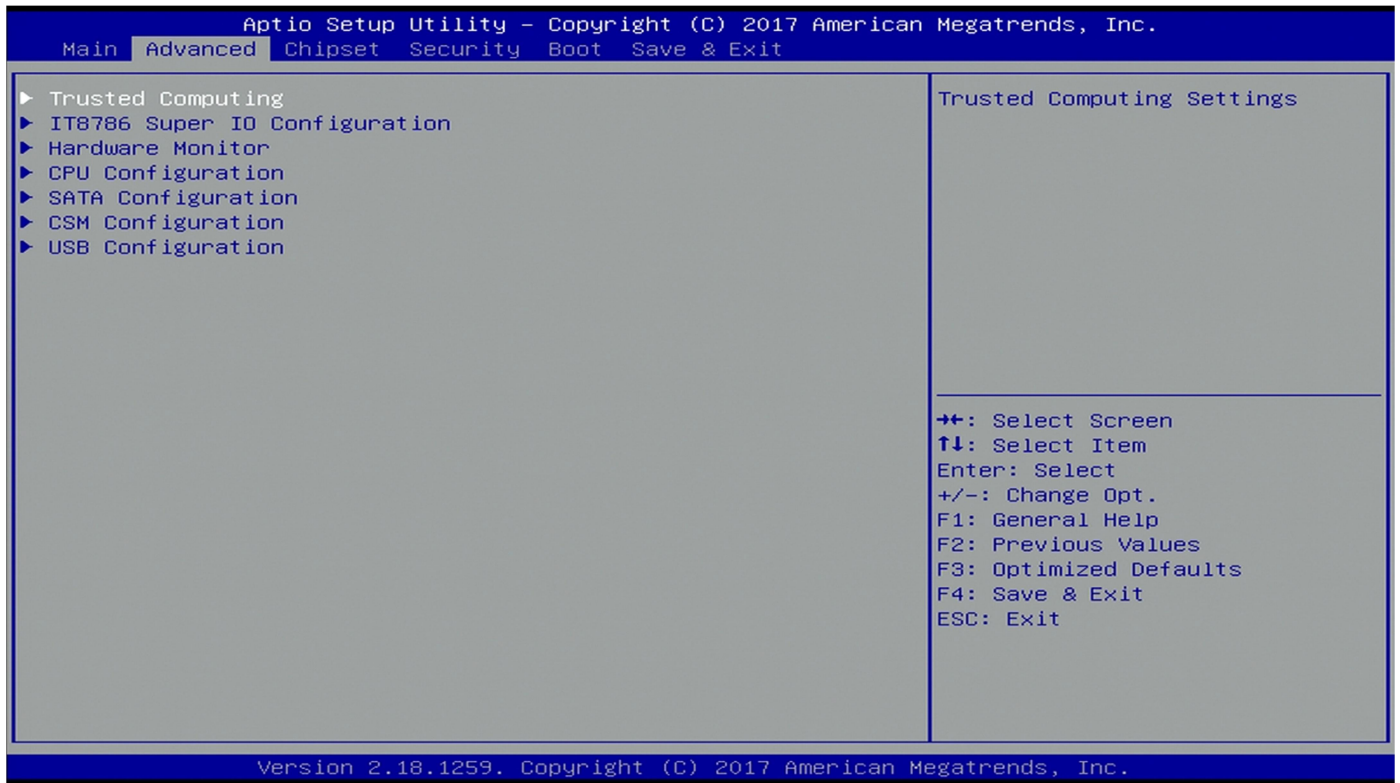 Aptio Setup Utility – Copyright (C) 2017 American Megatrends, Inc.
Main Advanced Chipset Security Boot Save & Exit
▶ Trusted Computing
▶ IT8786 Super IO Configuration
▶ Hardware Monitor
▶ CPU Configuration
▶ SATA Configuration
▶ CSM Configuration
▶ USB Configuration
Trusted Computing Settings
→←: Select Screen
↑↓: Select Item
Enter: Select
+/-: Change Opt.
F1: General Help
F2: Previous Values
F3: Optimized Defaults
F4: Save & Exit
ESC: Exit
Version 2.18.1259. Copyright (C) 2017 American Megatrends, Inc.